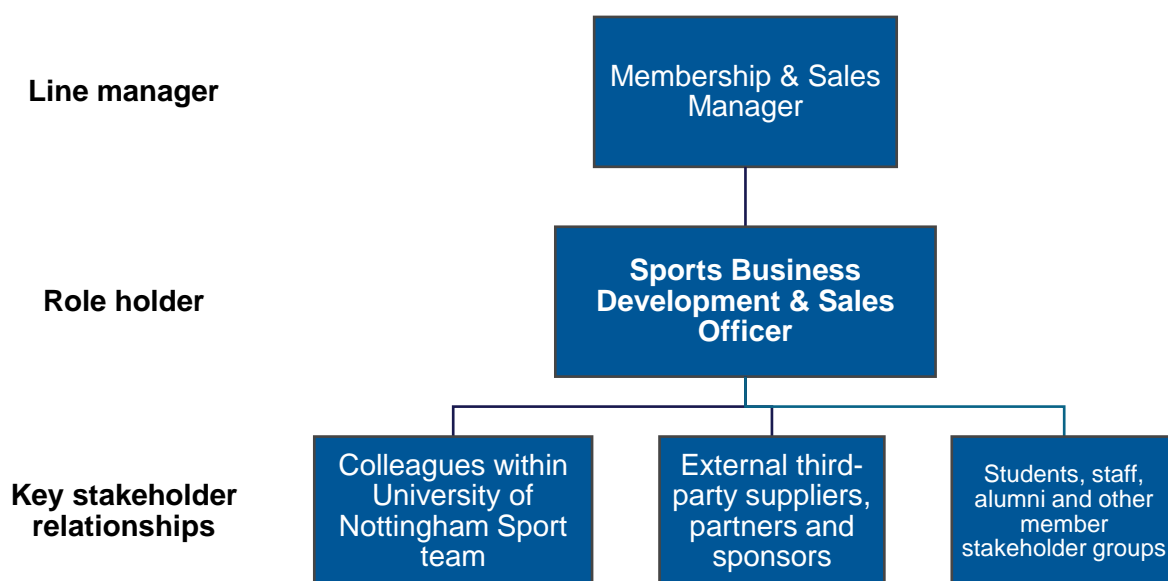 Line manager
Membership & Sales
Manager
Role holder
Sports Business
Development & Sales
Officer
Key stakeholder
relationships
Colleagues within
University of
Nottingham Sport
team
External third-
party suppliers,
partners and
sponsors
Students, staff,
alumni and other
member
stakeholder groups